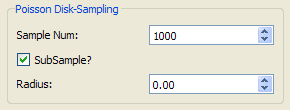 Poisson Disk-Sampling
Sample Num: 1000
SubSample?
Radius: 0.00